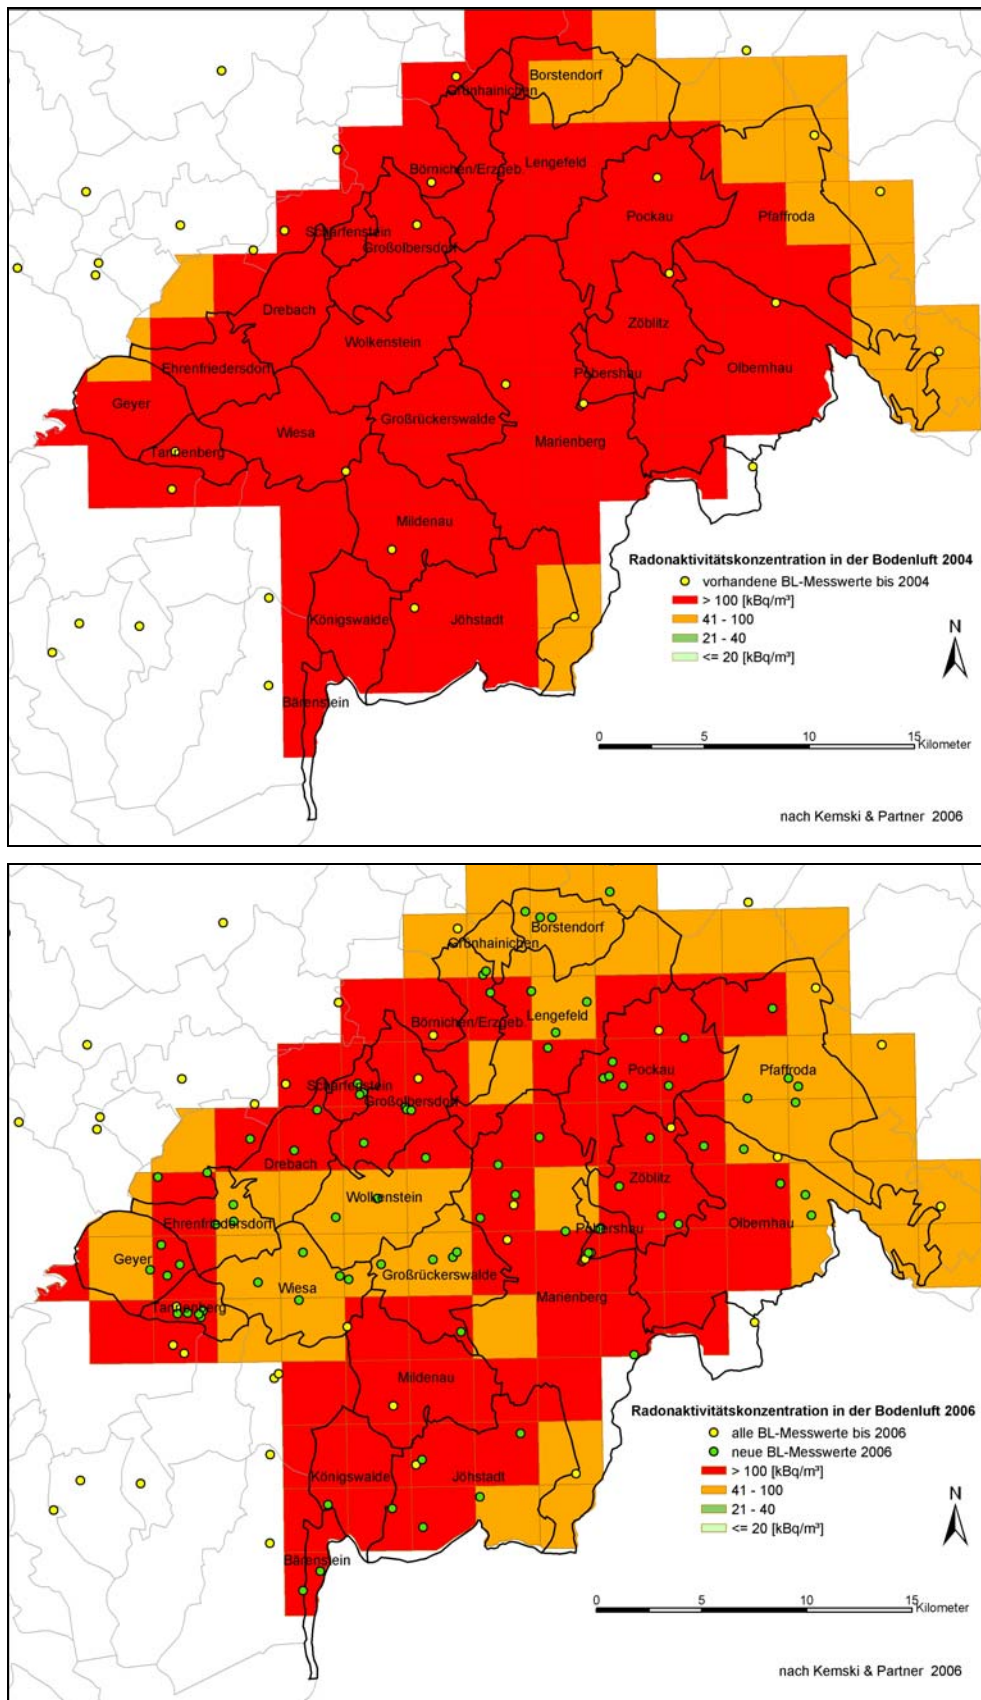 Borstendorf
Grünhainichen
Börnichen/Erzgeb.
Lengefeld
Pockau
Pfaffroda
Scharfenstein
Großolbersdorf
Drebach
Zöblitz
Wolkenstein
Ehrenfriedersdorf
Pobershau
Olbernhau
Geyer
Großrückerswalde
Wiesa
Marienberg
Tannenberg
Mildenau
Königswalde
Jöhstadt
Bärenstein
Radonaktivitätskonzentration in der Bodenluft 2004
vorhandene BL-Messwerte bis 2004
> 100 [kBq/m³]
41 - 100
21 - 40
<= 20 [kBq/m³]
N
0 5 10 15
Kilometer
nach Kemski & Partner 2006
Borstendorf
Grünhainichen
Börnichen/Erzgeb.
Lengefeld
Pockau
Pfaffroda
Scharfenstein
Großolbersdorf
Drebach
Zöblitz
Wolkenstein
Ehrenfriedersdorf
Pobershau
Olbernhau
Geyer
Großrückerswalde
Wiesa
Marienberg
Tannenberg
Mildenau
Königswalde
Jöhstadt
Bärenstein
Radonaktivitätskonzentration in der Bodenluft 2006
alle BL-Messwerte bis 2006
neue BL-Messwerte 2006
> 100 [kBq/m³]
41 - 100
21 - 40
<= 20 [kBq/m³]
N
0 5 10 15
Kilometer
nach Kemski & Partner 2006